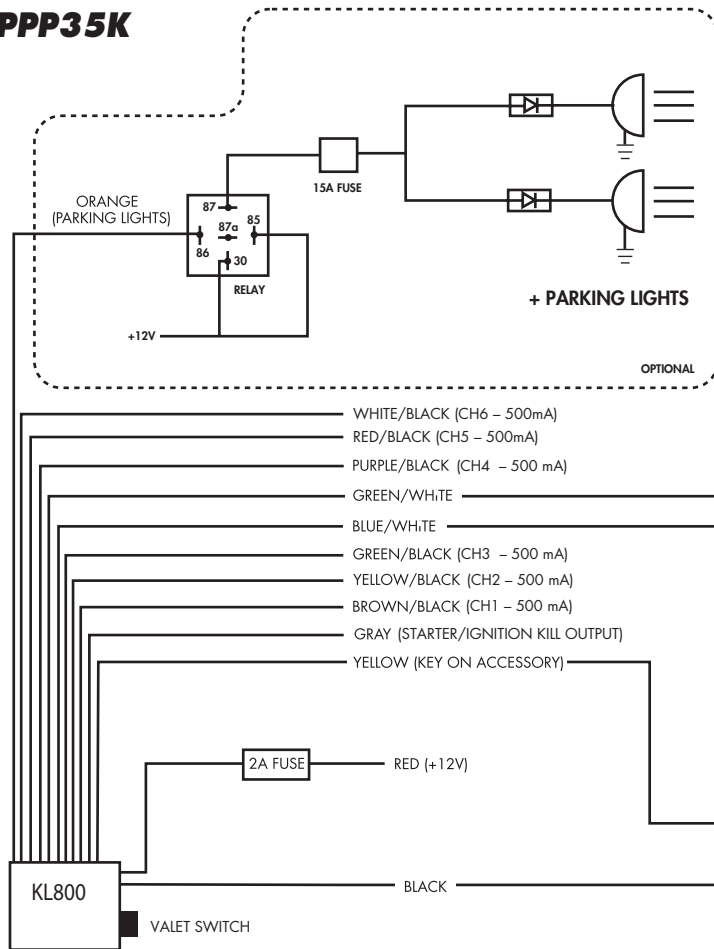 PPP35K
15A FUSE
ORANGE
(PARKING LIGHTS)
87
85
87a
86
30
RELAY
+ PARKING LIGHTS
+12V
OPTIONAL
WHITE/BLACK (CH6 – 500mA)
RED/BLACK (CH5 – 500mA)
PURPLE/BLACK (CH4 – 500 mA)
GREEN/WHITE
BLUE/WHITE
GREEN/BLACK (CH3 – 500 mA)
YELLOW/BLACK (CH2 – 500 mA)
BROWN/BLACK (CH1 – 500 mA)
GRAY (STARTER/IGNITION KILL OUTPUT)
YELLOW (KEY ON ACCESSORY)
2A FUSE
RED (+12V)
KL800
BLACK
VALET SWITCH